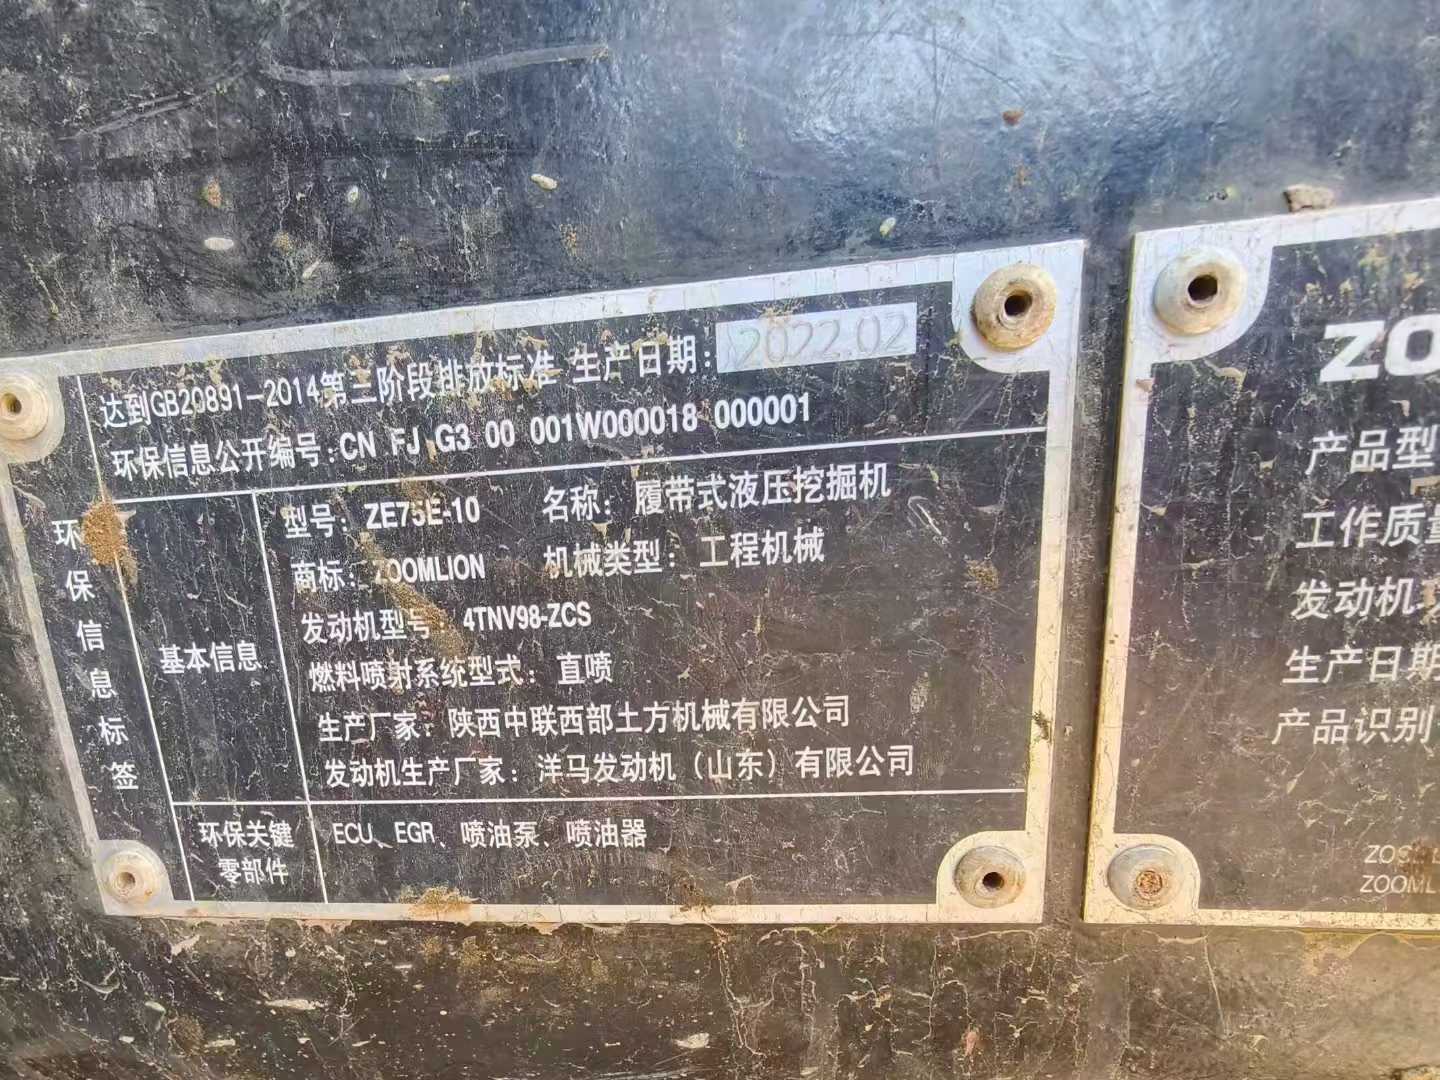 达到GB20891-2014第三阶段排放标准 生产日期: 2022.02
环保信息公开编号:CN FJ G3 00 001W000018 000001
环保信息标签
基本信息
型号: ZE75E-10 名称: 履带式液压挖掘机
商标: ZOOMLION 机械类型: 工程机械
发动机型号: 4TNV98-ZCS
燃料喷射系统型式: 直喷
生产厂家: 陕西中联西部土方机械有限公司
发动机生产厂家: 洋马发动机（山东）有限公司
环保关键
零部件
ECU、EGR、喷油泵、喷油器
ZO
产品型
工作质量
发动机功
生产日期
产品识别
ZOOML